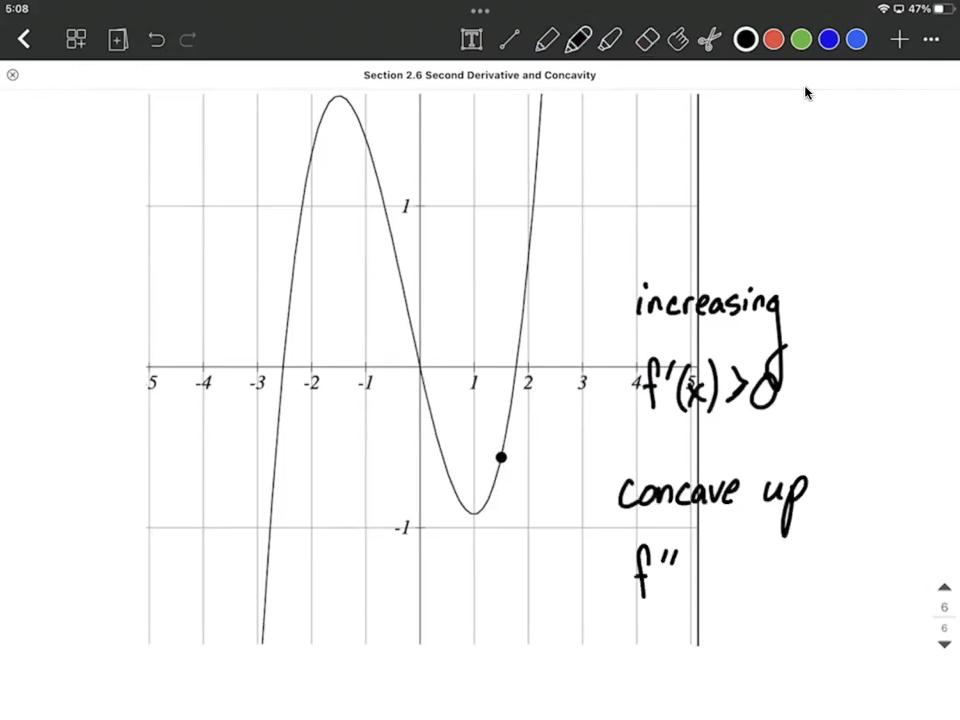 5:08
47%
T
Section 2.6 Second Derivative and Concavity
1
5 -4 -3 -2 -1 1 2 3 4 5
-1
increasing
f'(x) > 0
concave up
f"
6
6